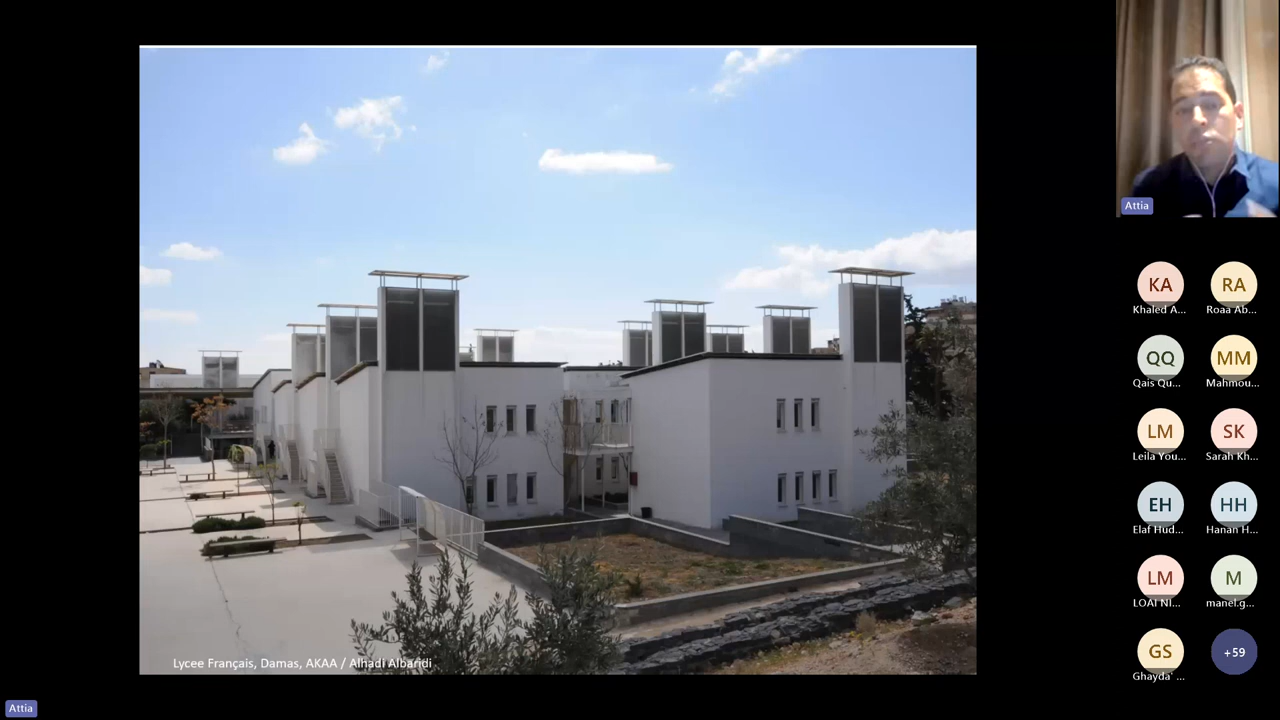 Attia
KA
Khaled A...
RA
Roaa Ab...
QQ
Qais Qu...
MM
Mahmou...
LM
Leila You...
SK
Sarah Kh...
EH
Elaf Hud...
HH
Hanan H...
LM
LOAI NI...
M
manel.g...
GS
Ghayda' ...
+59
Lycee Français, Damas, AKAA / Alhadi Albaridi
Attia